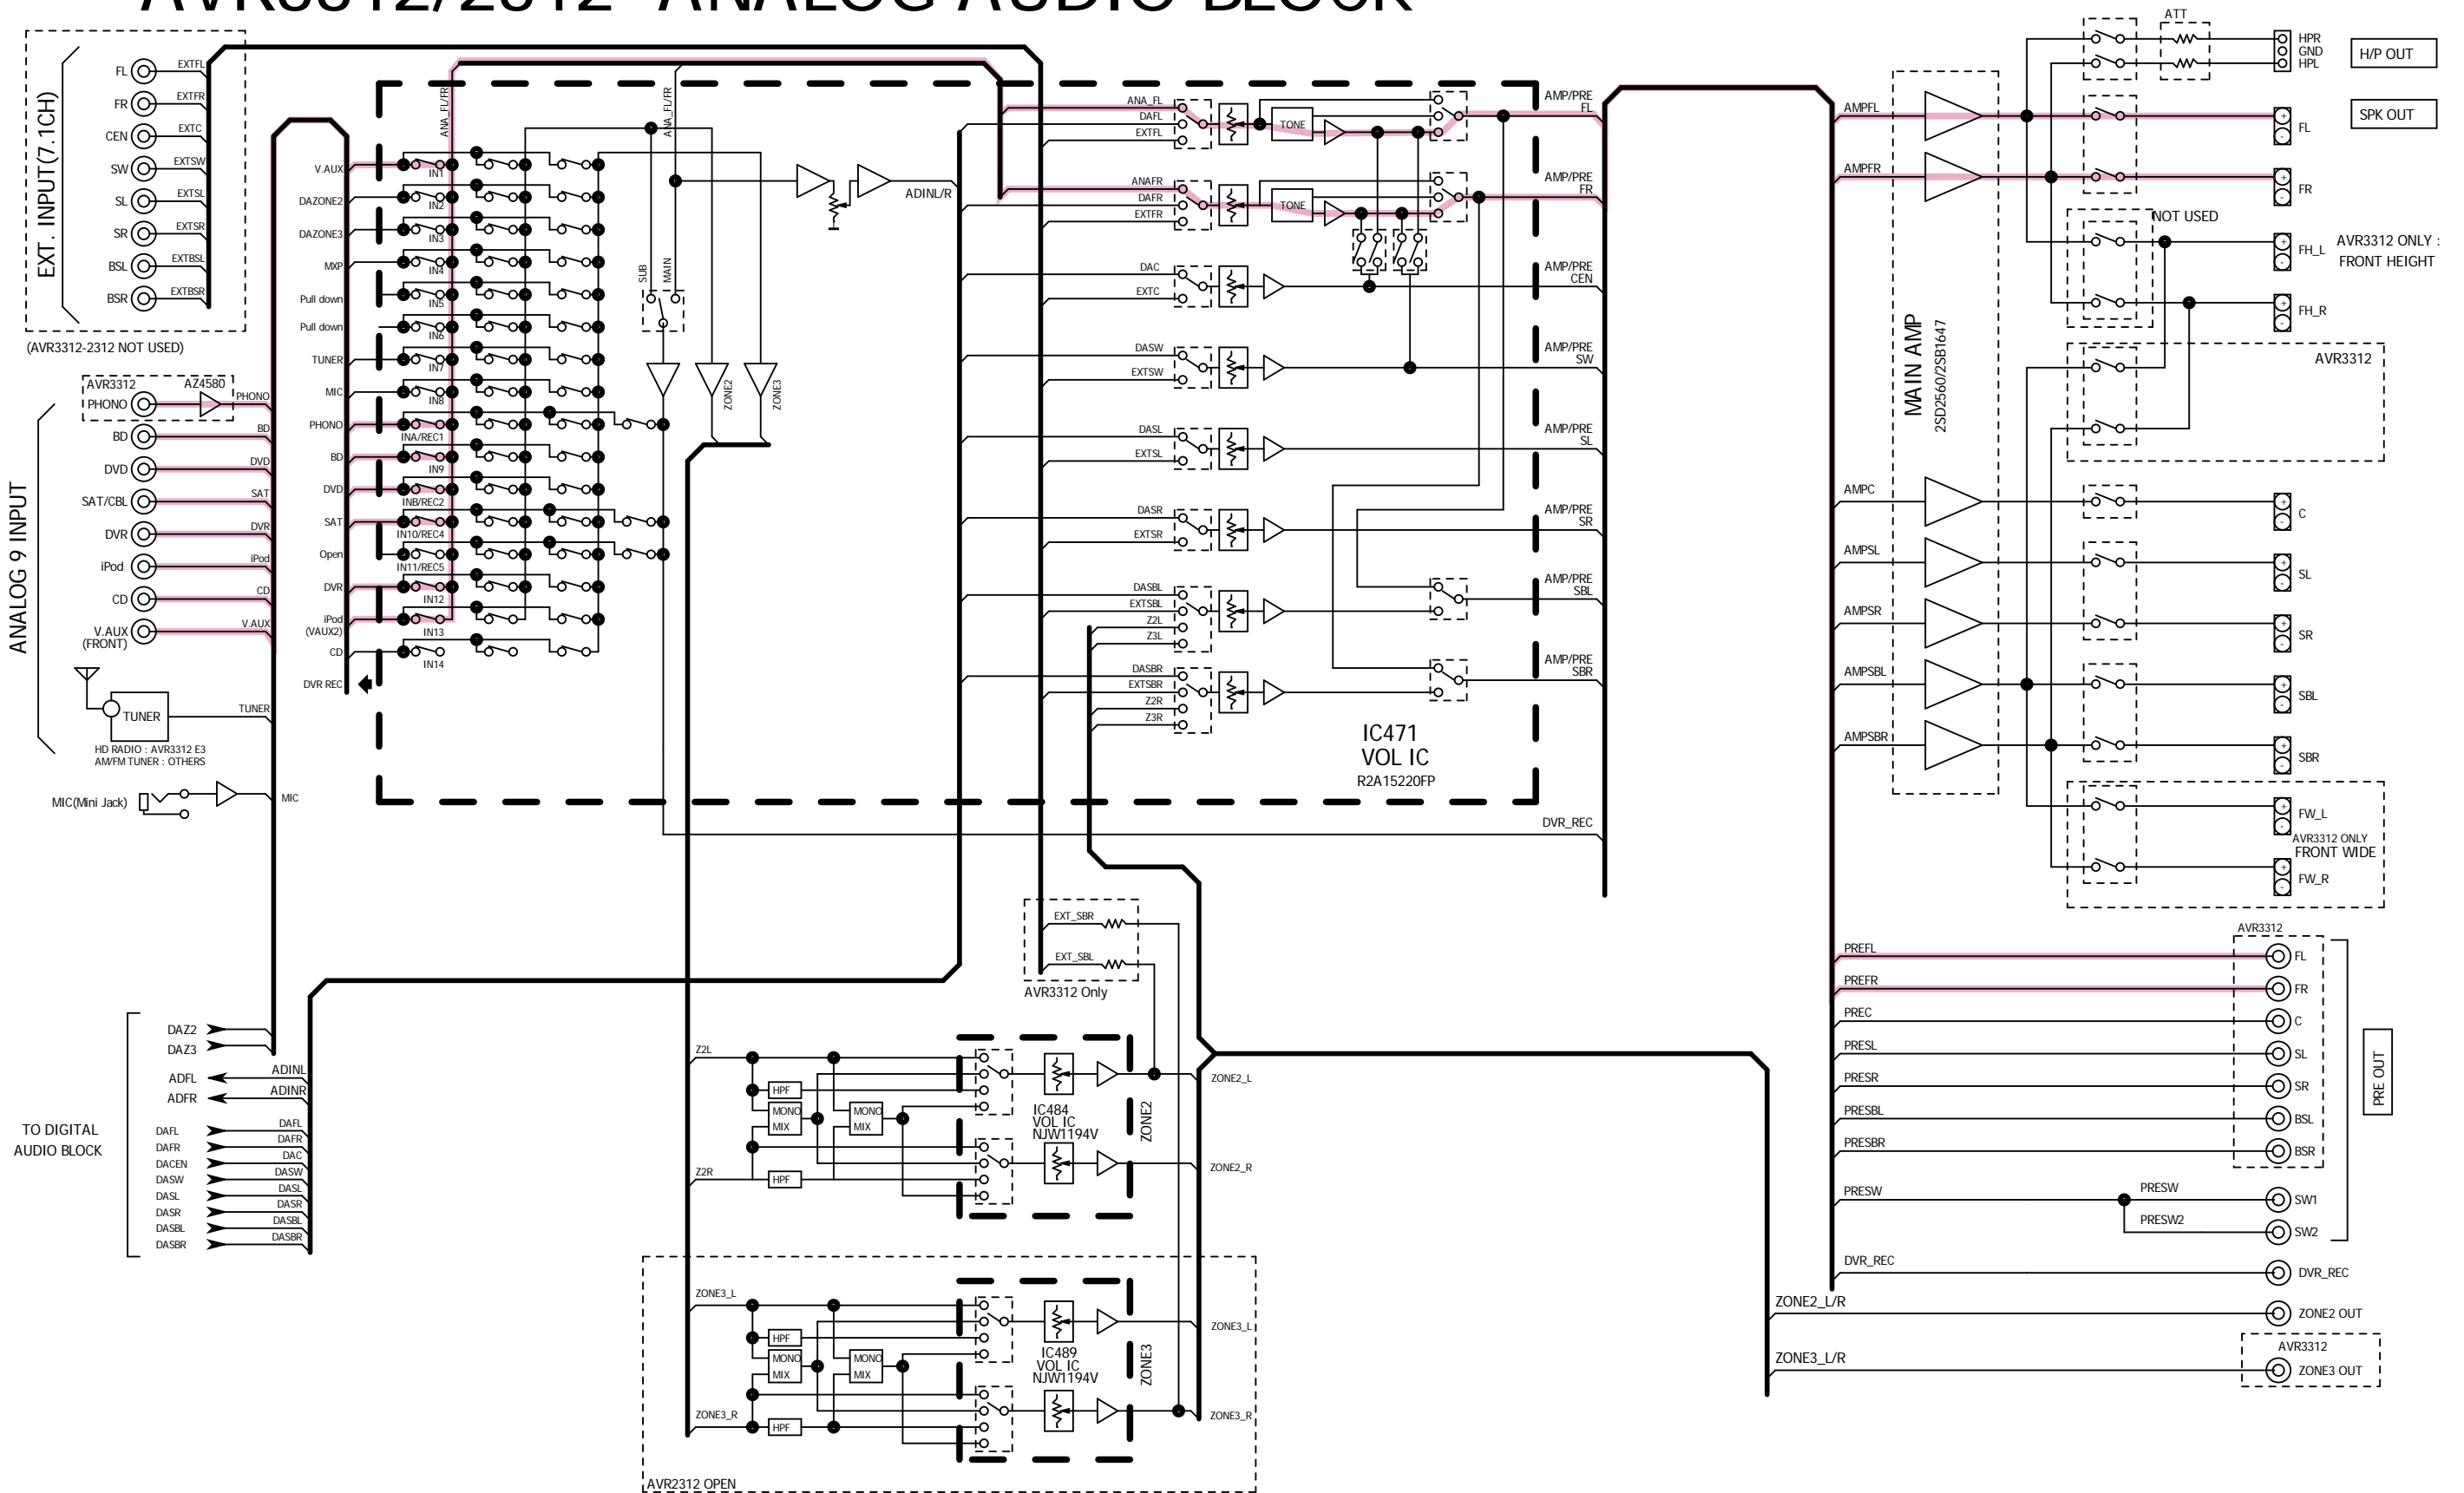 EXT. INPUT(7.1CH)
FL
EXTFL
FR
EXTFR
CEN
EXTC
SW
EXTSW
SL
EXTSL
SR
EXTSR
BSL
EXTBSL
BSR
EXTBSR
(AVR3312-2312 NOT USED)
ANALOG 9 INPUT
AVR3312
AZ4580
PHONO
PHONO
BD
BD
DVD
DVD
SAT/CBL
SAT
DVR
DVR
iPod
iPod
CD
CD
V.AUX
(FRONT)
V.AUX
TUNER
TUNER
HD RADIO : AVR3312 E3
AM/FM TUNER : OTHERS
MIC(Mini Jack)
MIC
V.AUX
DAZONE2
DAZONE3
MXP
Pull down
Pull down
TUNER
MIC
PHONO
BD
DVD
SAT
Open
DVR
iPod
(VAUX2)
CD
DVR REC
IN1
IN2
IN3
IN4
IN5
IN6
IN7
IN8
INA/REC1
IN9
INB/REC2
IN10/REC4
IN11/REC5
IN12
IN13
IN14
ANA_FL/FR
ANA_FL/FR
SUB
MAIN
ZONE2
ZONE3
ADINL/R
ANA_FL
DAFL
EXTFL
TONE
AMP/PRE
FL
ANAFR
DAFR
EXTFR
TONE
AMP/PRE
FR
DAC
EXTC
AMP/PRE
CEN
DASW
EXTSW
AMP/PRE
SW
DASL
EXTSL
AMP/PRE
SL
DASR
EXTSR
AMP/PRE
SR
DASBL
EXTSBL
Z2L
Z3L
AMP/PRE
SBL
DASBR
EXTSBR
Z2R
Z3R
AMP/PRE
SBR
IC471
VOL IC
R2A15220FP
DVR_REC
MAIN AMP
2SD2560/2SB1647
AMPFL
AMPFR
AMPC
AMPSL
AMPSR
AMPSBL
AMPSBR
ATT
HPR
GND
HPL
H/P OUT
SPK OUT
FL
FR
NOT USED
FH_L
AVR3312 ONLY :
FRONT HEIGHT
FH_R
AVR3312
C
SL
SR
SBL
SBR
FW_L
AVR3312 ONLY
FRONT WIDE
FW_R
AVR3312
PREFL
FL
PREFR
FR
PREC
C
PRESL
SL
PRESR
SR
PRESBL
BSL
PRESBR
BSR
PRE OUT
PRESW
PRESW
SW1
PRESW2
SW2
DVR_REC
DVR_REC
ZONE2_L/R
ZONE2 OUT
AVR3312
ZONE3_L/R
ZONE3 OUT
EXT_SBR
EXT_SBL
AVR3312 Only
TO DIGITAL
AUDIO BLOCK
DAZ2
DAZ3
ADFL
ADINL
ADFR
ADINR
DAFL
DAFL
DAFR
DAFR
DACEN
DAC
DASW
DASW
DASL
DASL
DASR
DASR
DASBL
DASBL
DASBR
DASBR
Z2L
HPF
MONO
MIX
MONO
MIX
Z2R
HPF
IC484
VOL IC
NJW1194V
ZONE2
ZONE2_L
ZONE2_R
ZONE3_L
HPF
MONO
MIX
MONO
MIX
ZONE3_R
HPF
IC489
VOL IC
NJW1194V
ZONE3
ZONE3_L
ZONE3_R
AVR2312 OPEN